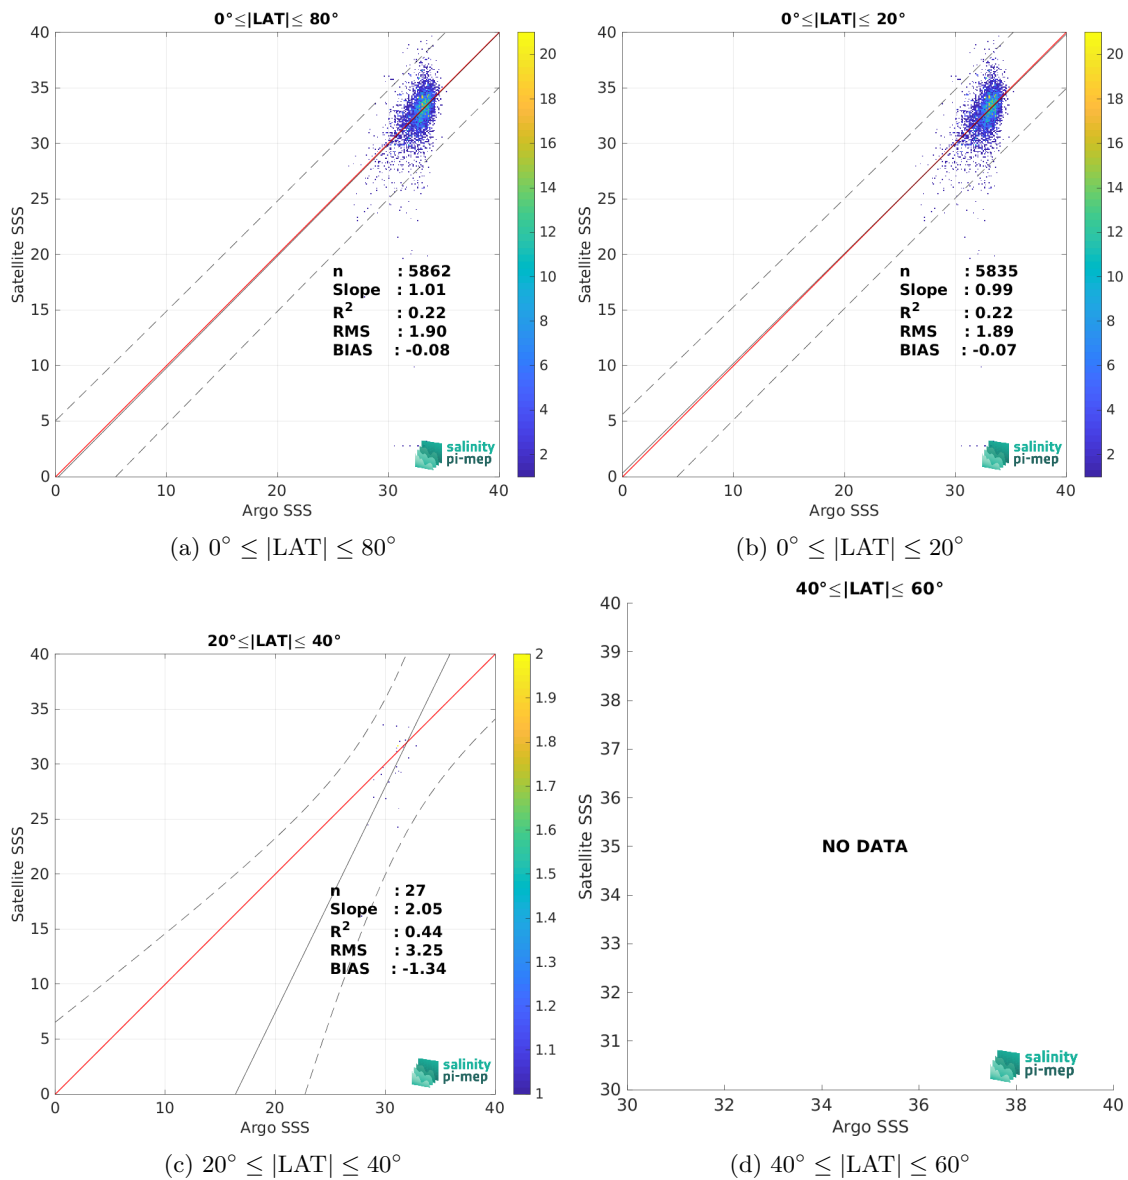 0°≤|LAT|≤ 80°
40
35
30
25
20
15
10
5
0
0
10
20
30
40
Satellite SSS
Argo SSS
n : 5862
Slope : 1.01
R² : 0.22
RMS : 1.90
BIAS : -0.08
salinity
pi-mep
20
18
16
14
12
10
8
6
4
2
(a) 0° ≤ |LAT| ≤ 80°
0°≤|LAT|≤ 20°
40
35
30
25
20
15
10
5
0
0
10
20
30
40
Satellite SSS
Argo SSS
n : 5835
Slope : 0.99
R² : 0.22
RMS : 1.89
BIAS : -0.07
salinity
pi-mep
20
18
16
14
12
10
8
6
4
2
(b) 0° ≤ |LAT| ≤ 20°
20°≤|LAT|≤ 40°
40
35
30
25
20
15
10
5
0
0
10
20
30
40
Satellite SSS
Argo SSS
n : 27
Slope : 2.05
R² : 0.44
RMS : 3.25
BIAS : -1.34
salinity
pi-mep
2
1.9
1.8
1.7
1.6
1.5
1.4
1.3
1.2
1.1
1
(c) 20° ≤ |LAT| ≤ 40°
40°≤|LAT|≤ 60°
40
39
38
37
36
35
34
33
32
31
30
30
32
34
36
38
40
Satellite SSS
Argo SSS
NO DATA
salinity
pi-mep
(d) 40° ≤ |LAT| ≤ 60°